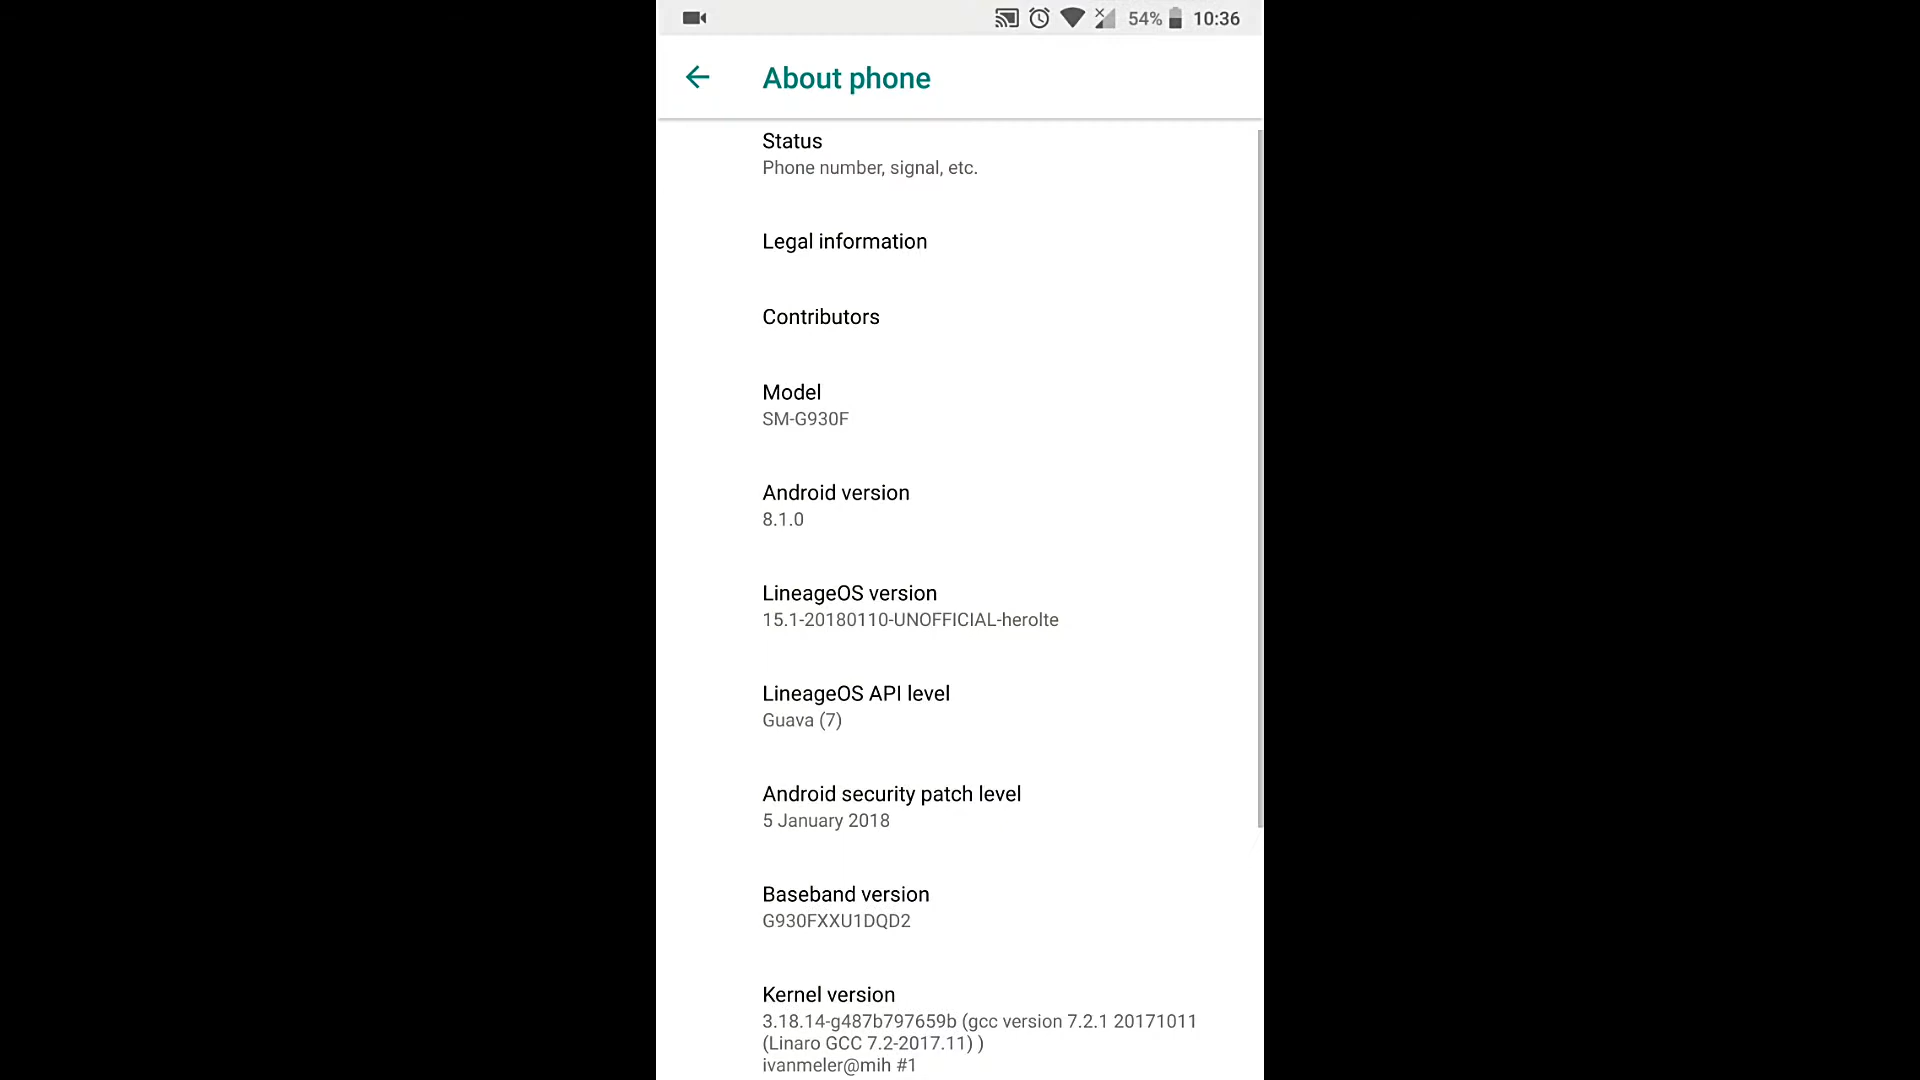 54% 10:36
About phone
Status
Phone number, signal, etc.
Legal information
Contributors
Model
SM-G930F
Android version
8.1.0
LineageOS version
15.1-20180110-UNOFFICIAL-herolte
LineageOS API level
Guava (7)
Android security patch level
5 January 2018
Baseband version
G930FXXU1DQD2
Kernel version
3.18.14-g487b797659b (gcc version 7.2.1 20171011
(Linaro GCC 7.2-2017.11) )
ivanmeler@mih #1